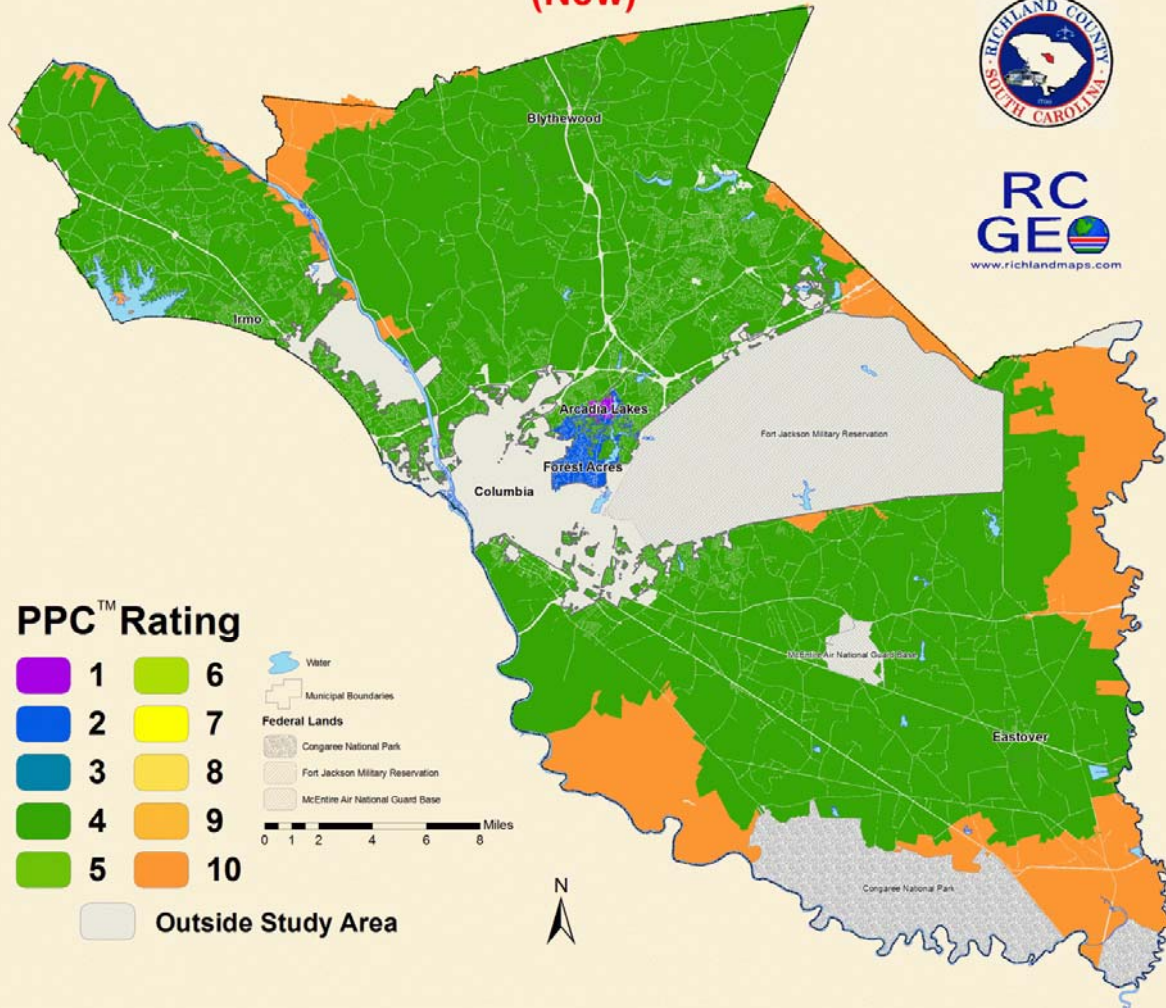 (New)
RICHLAND COUNTY
SOUTH CAROLINA
RC
GEO
www.richlandmaps.com
Blythewood
Irmo
Arcadia Lakes
Fort Jackson Military Reservation
Forest Acres
Columbia
McEntire Air National Guard Base
Eastover
Congaree National Park
PPC™ Rating
1 6
2 7
3 8
4 9
5 10
Outside Study Area
Water
Municipal Boundaries
Federal Lands
Congaree National Park
Fort Jackson Military Reservation
McEntire Air National Guard Base
Miles
0 1 2 4 6 8
N